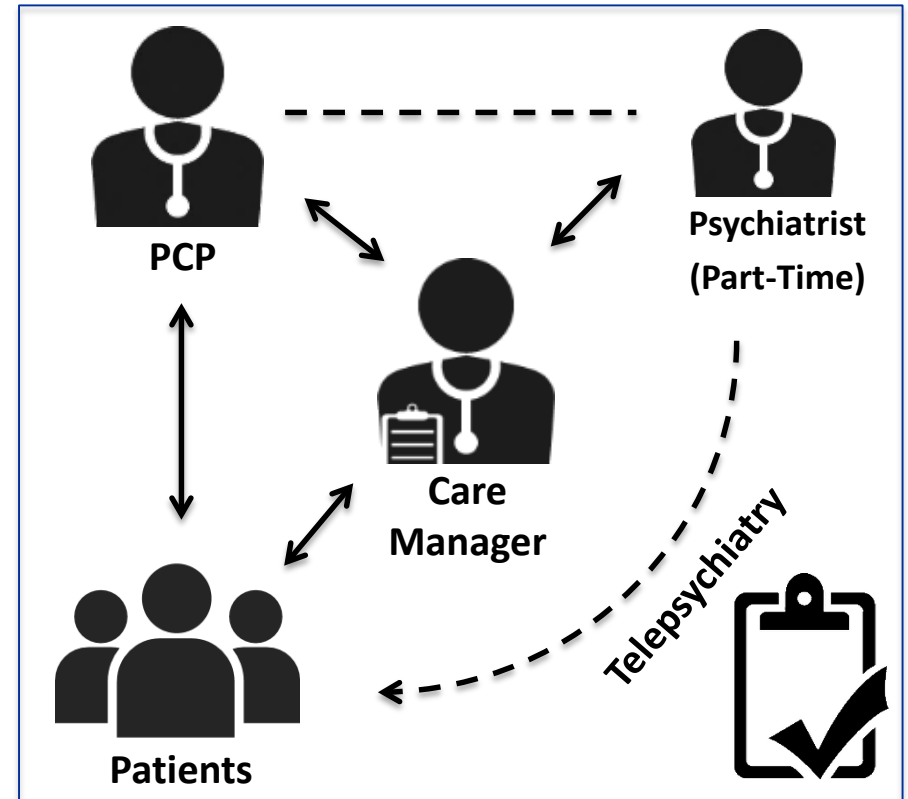 PCP
Psychiatrist
(Part-Time)
Care
Manager
Telepsychiatry
Patients